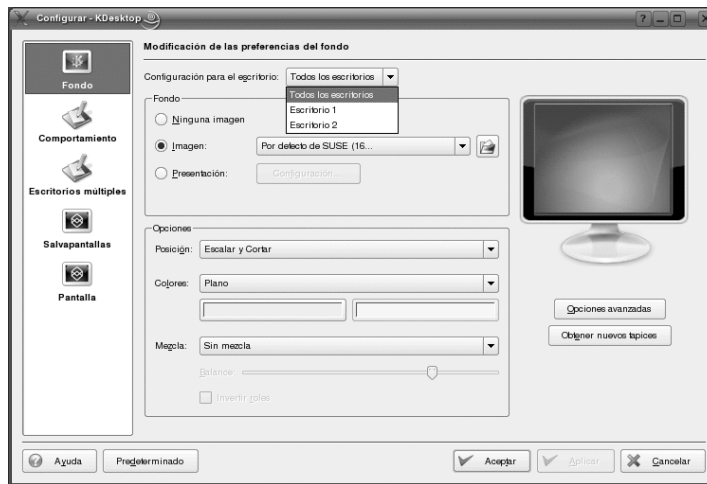 Configurar - KDesktop
Fondo
Comportamiento
Escritorios múltiples
Salvapantallas
Pantalla
Modificación de las preferencias del fondo
Configuración para el escritorio: Todos los escritorios
Todos los escritorios
Escritorio 1
Escritorio 2
Fondo
Ninguna imagen
Imagen: Por defecto de SUSE (16...
Presentación: Configuración...
Opciones
Posición: Escalar y Cortar
Colores: Plano
Mezcla: Sin mezcla
Balance:
Invertir roles
Opciones avanzadas
Obtener nuevos tapices
Ayuda Predeterminado Aceptar Aplicar Cancelar